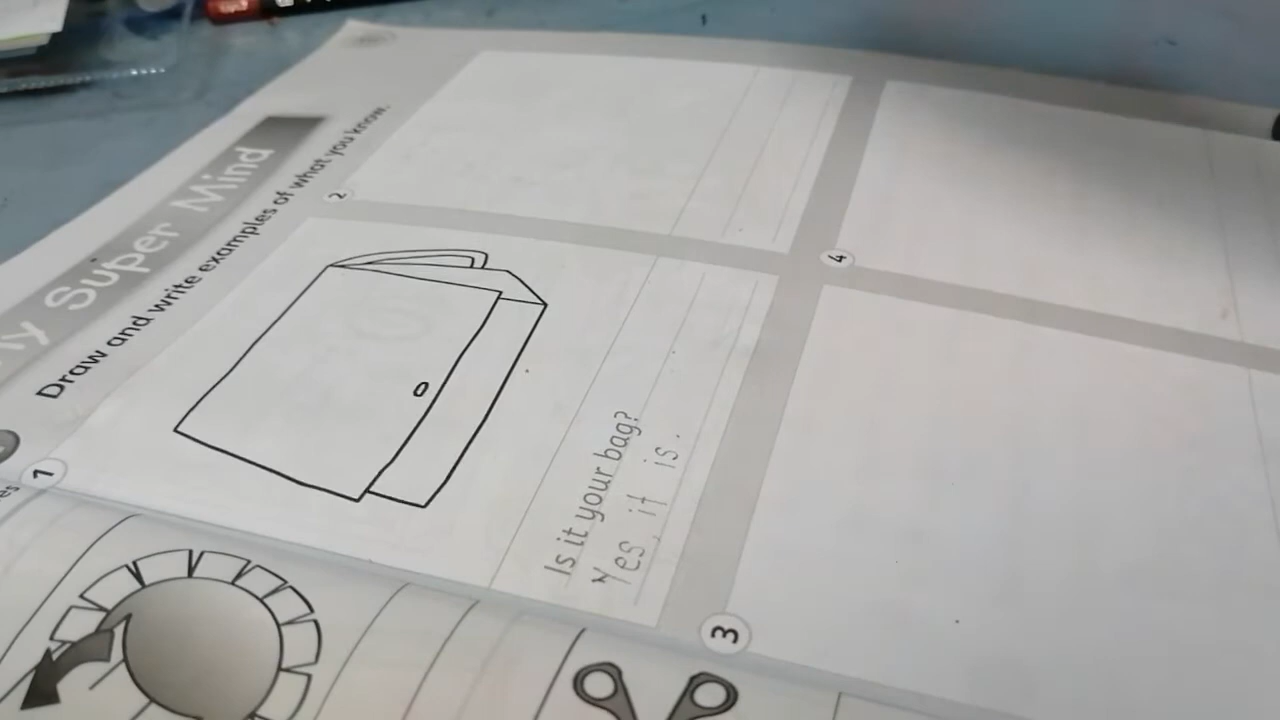 Super Mind
Draw and write examples of what you know.
1
Is it your bag?
Yes, it is.
2
3
4